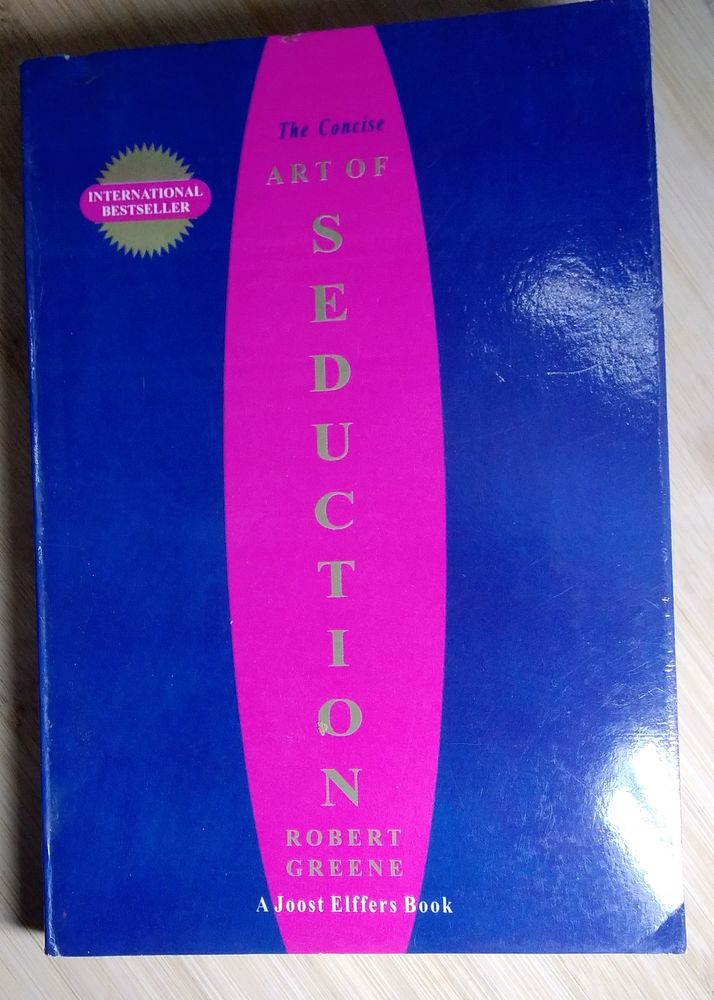 The Concise
ART OF
INTERNATIONAL
BESTSELLER
SEDUCTION
ROBERT
GREENE
A Joost Elffers Book